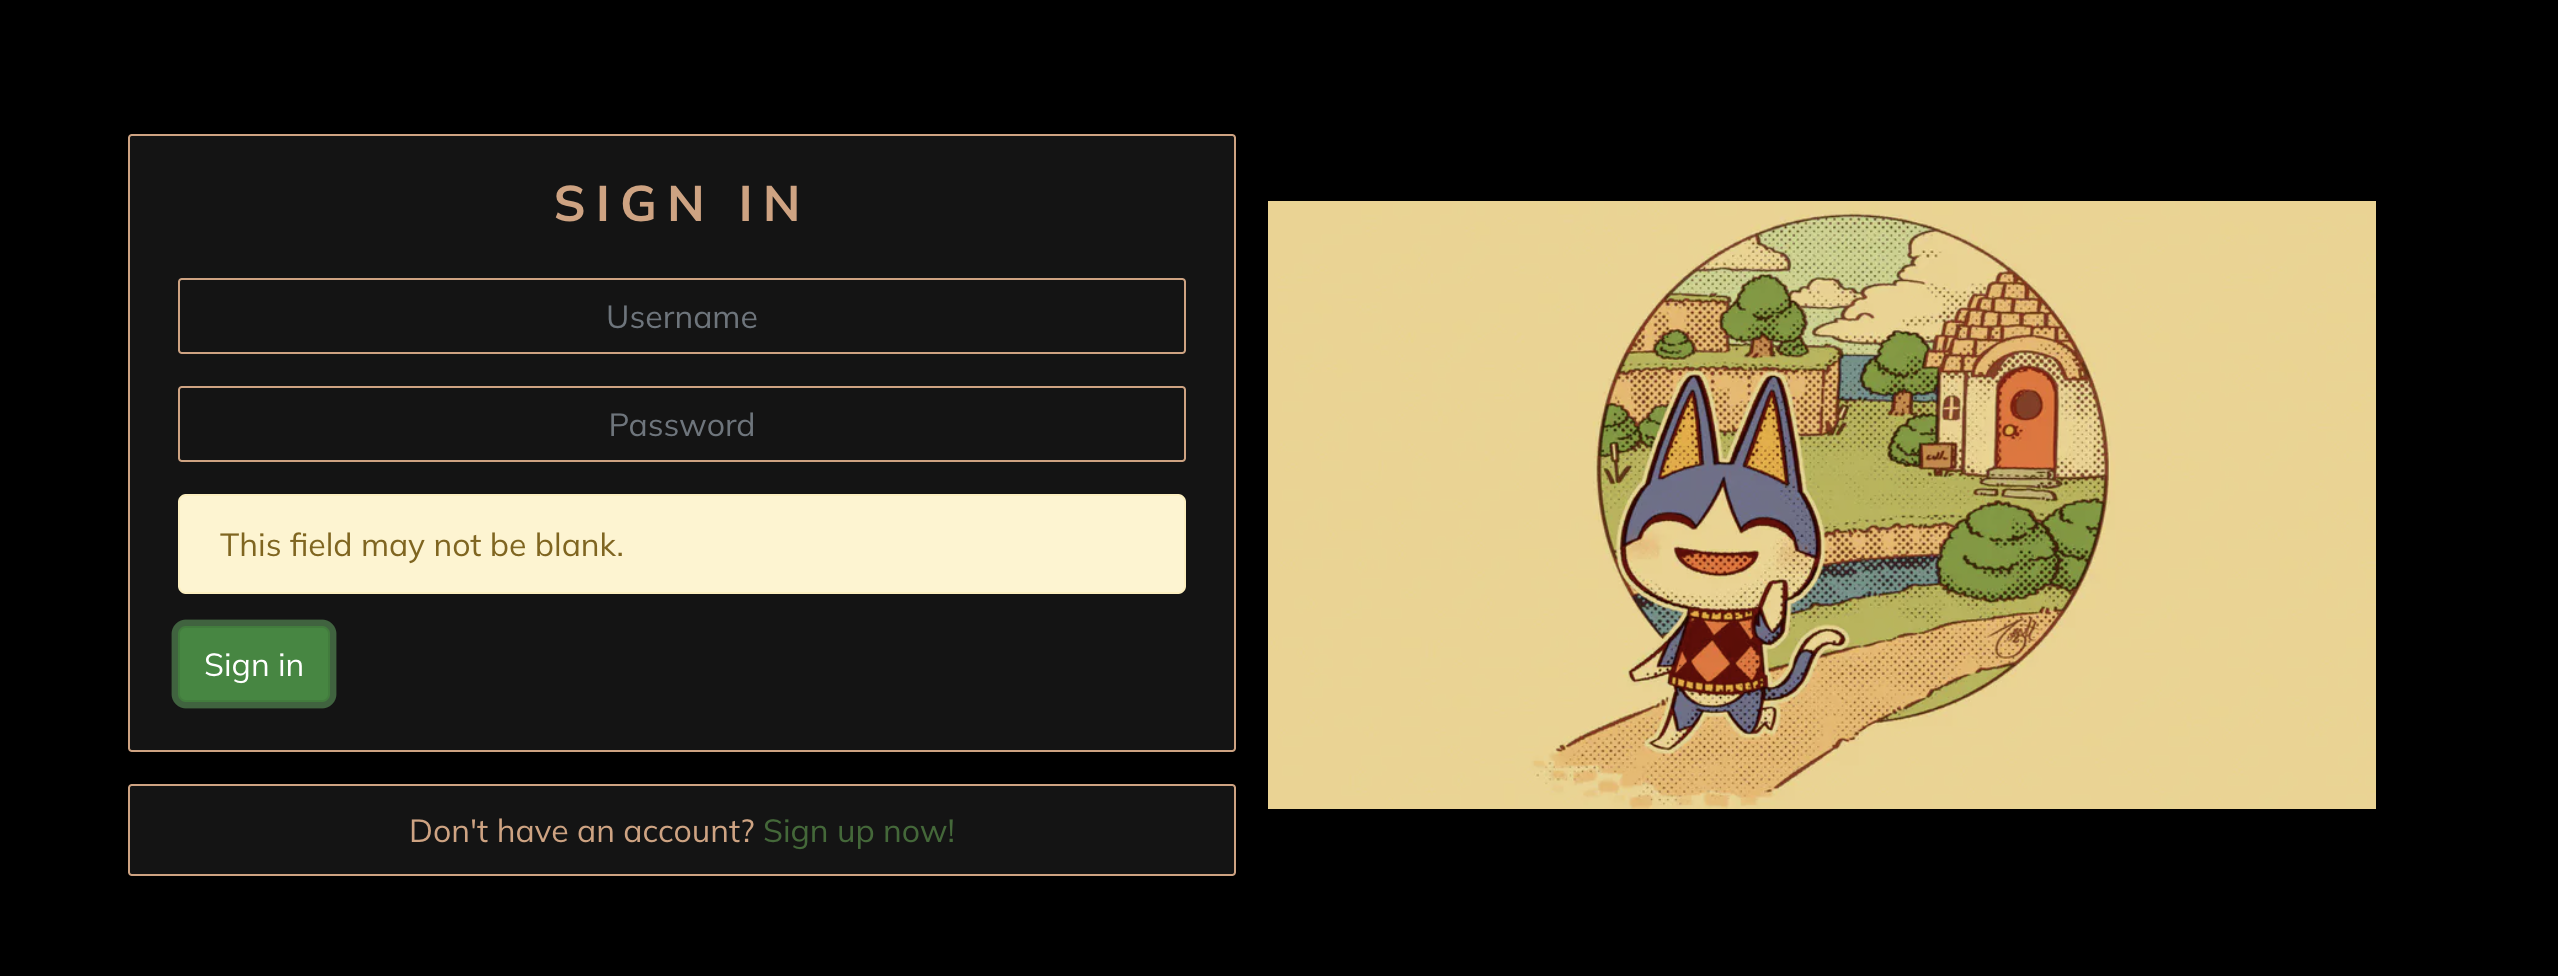 SIGN IN
Username
Password
This field may not be blank.
Sign in
Don't have an account? Sign up now!